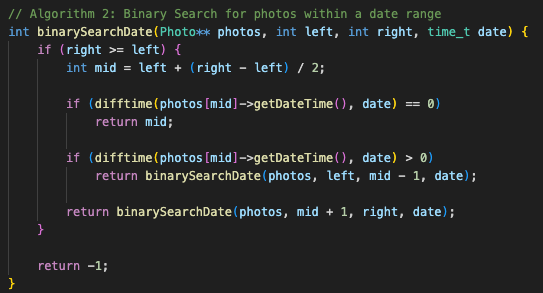 // Algorithm 2: Binary Search for photos within a date range
int binarySearchDate(Photo** photos, int left, int right, time_t date) {
    if (right >= left) {
        int mid = left + (right - left) / 2;

        if (difftime(photos[mid]->getDateTime(), date) == 0)
            return mid;

        if (difftime(photos[mid]->getDateTime(), date) > 0)
            return binarySearchDate(photos, left, mid - 1, date);

        return binarySearchDate(photos, mid + 1, right, date);
    }

    return -1;
}